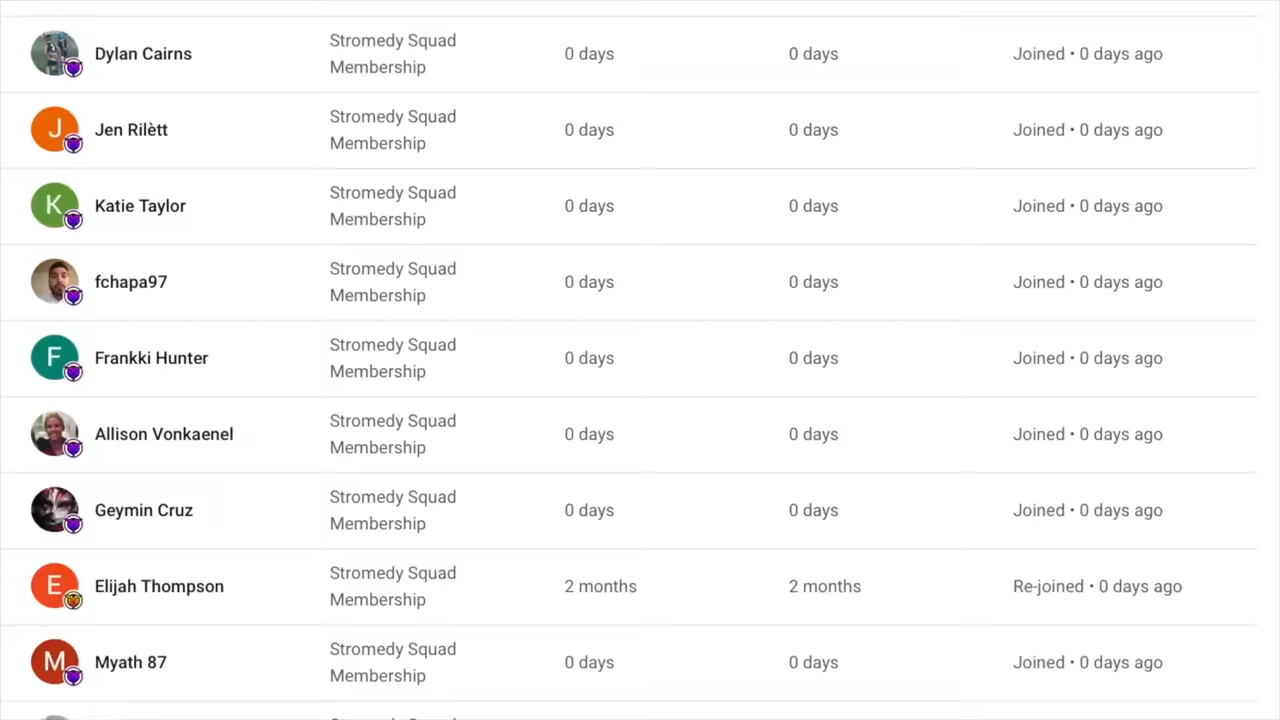 Dylan Cairns Stromedy Squad Membership 0 days 0 days Joined • 0 days ago
J Jen Rilètt Stromedy Squad Membership 0 days 0 days Joined • 0 days ago
K Katie Taylor Stromedy Squad Membership 0 days 0 days Joined • 0 days ago
fchapa97 Stromedy Squad Membership 0 days 0 days Joined • 0 days ago
F Frankki Hunter Stromedy Squad Membership 0 days 0 days Joined • 0 days ago
Allison Vonkaenel Stromedy Squad Membership 0 days 0 days Joined • 0 days ago
Geymin Cruz Stromedy Squad Membership 0 days 0 days Joined • 0 days ago
E Elijah Thompson Stromedy Squad Membership 2 months 2 months Re-joined • 0 days ago
M Myath 87 Stromedy Squad Membership 0 days 0 days Joined • 0 days ago